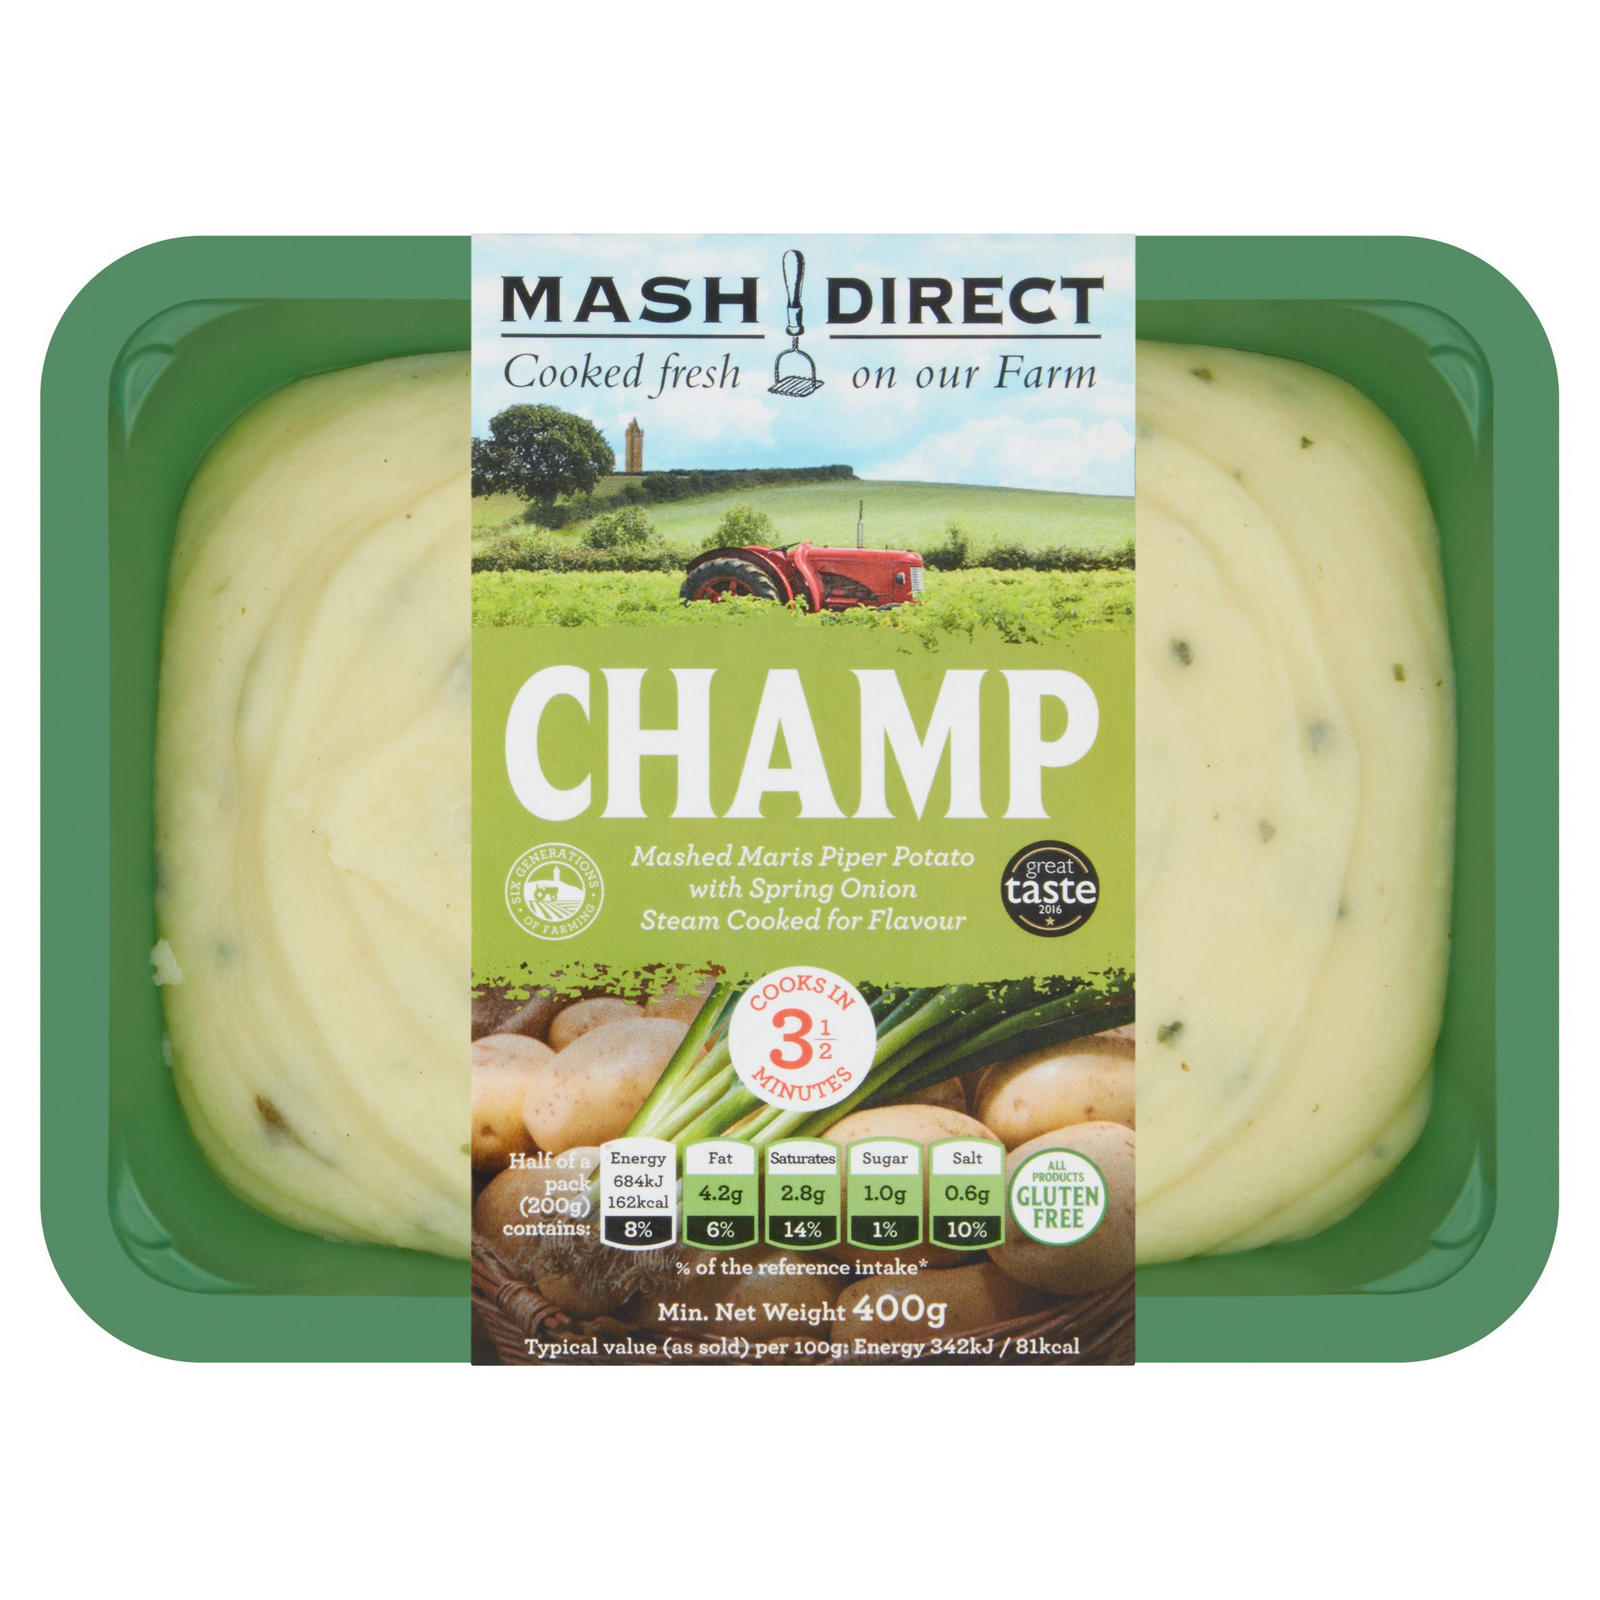 MASH DIRECT
Cooked fresh on our Farm
CHAMP
SIX GENERATIONS
OF FARMING
Mashed Maris Piper Potato
with Spring Onion
Steam Cooked for Flavour
great
taste
2016
COOKS IN
3 1/2
MINUTES
Half of a
pack
(200g)
contains:
Energy
684kJ
162kcal
8%
Fat
4.2g
6%
Saturates
2.8g
14%
Sugar
1.0g
1%
Salt
0.6g
10%
ALL
PRODUCTS
GLUTEN
FREE
% of the reference intake*
Min. Net Weight 400g
Typical value (as sold) per 100g: Energy 342kJ / 81kcal